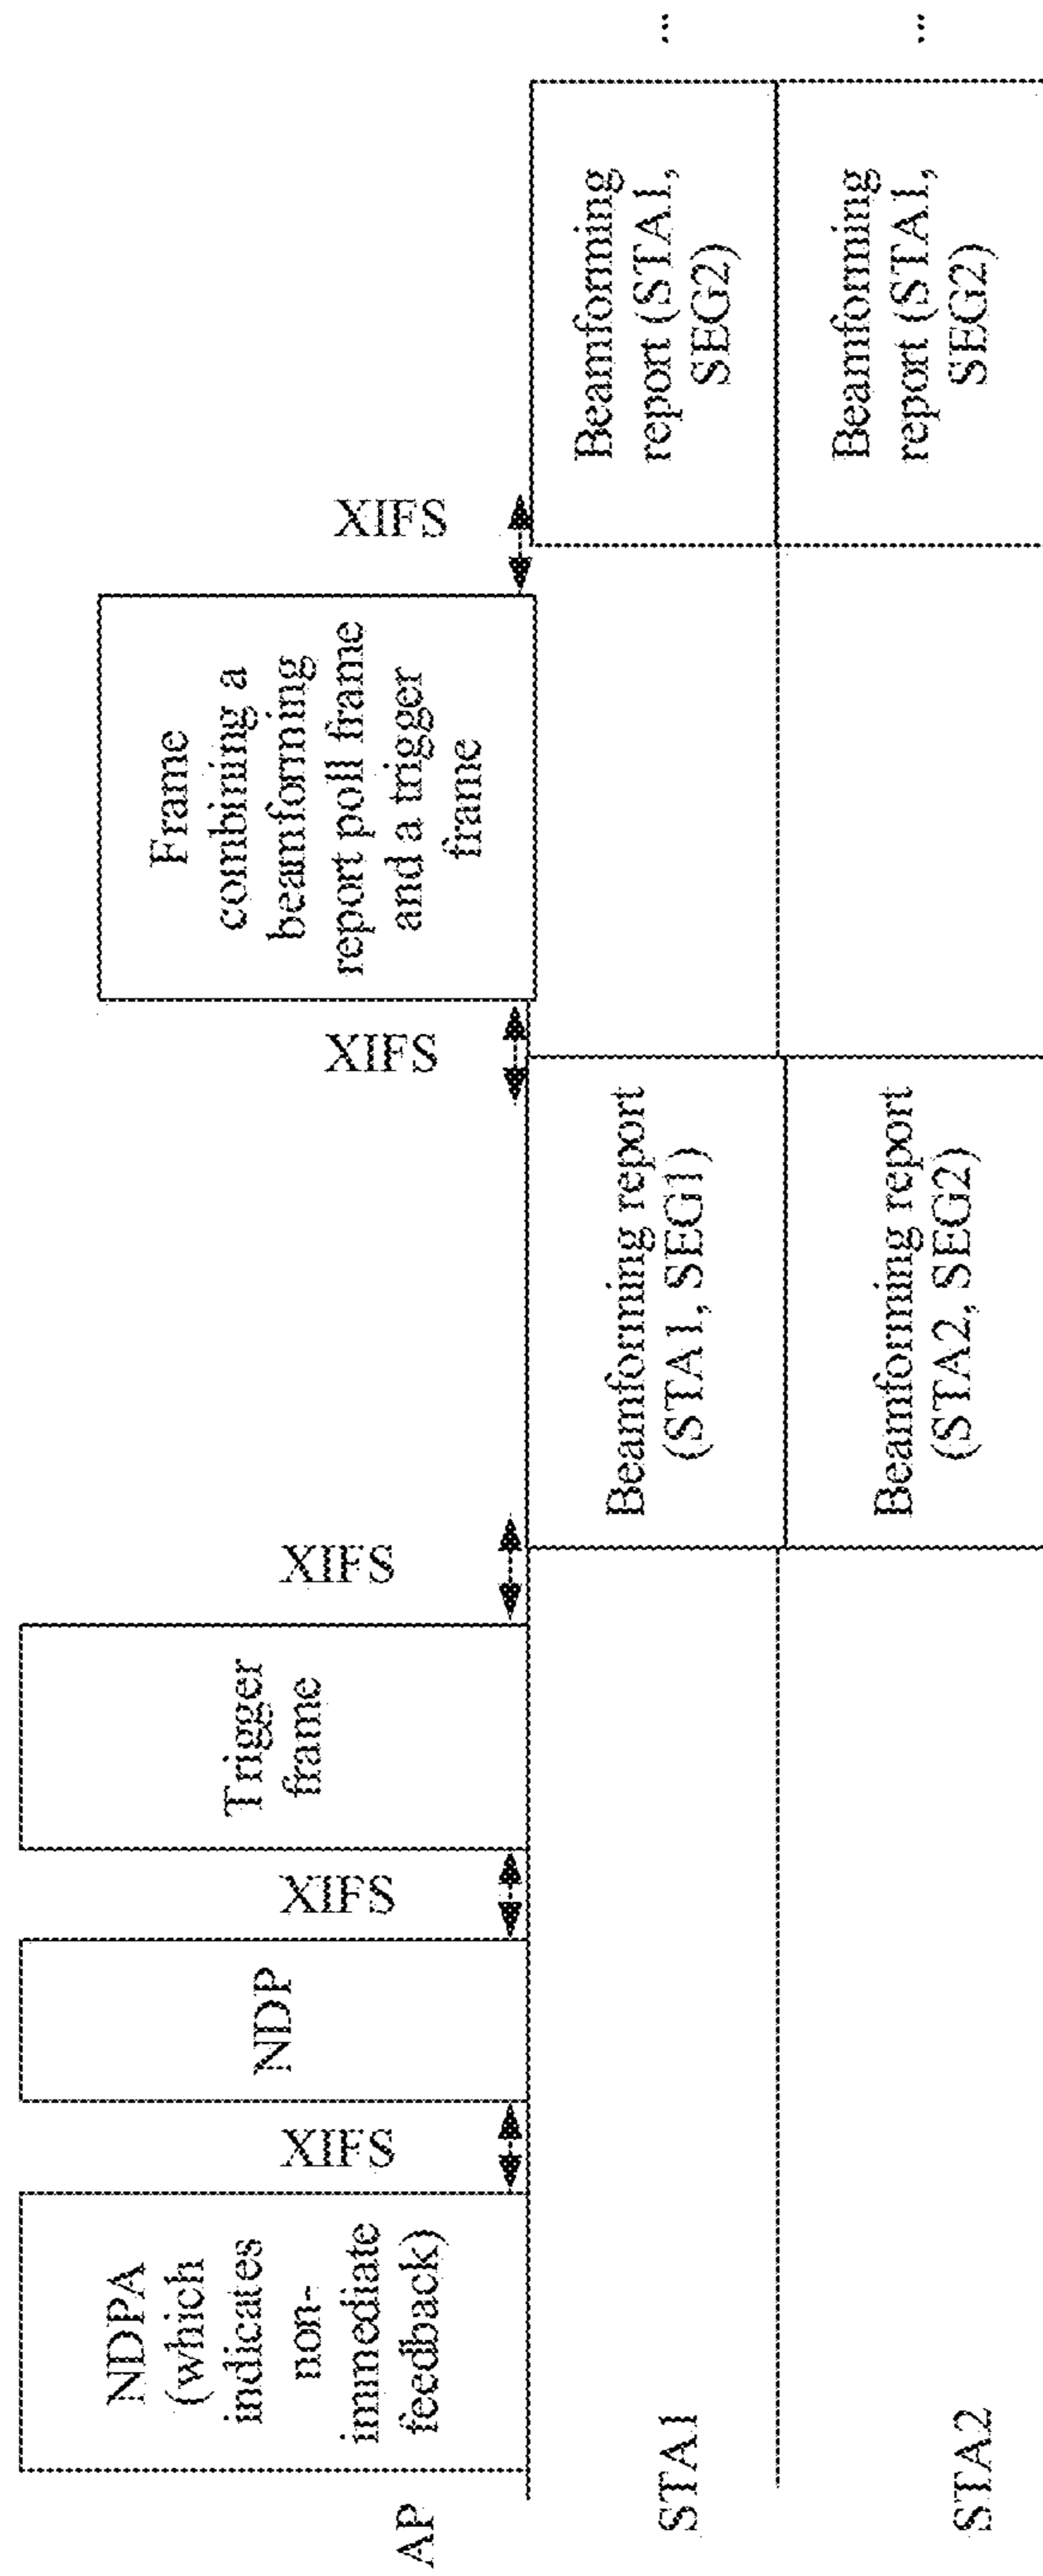 AP
NDPA
(which
indicates
non-
immediate
feedback)
XIFS
NDP
XIFS
Trigger
frame
XIFS
XIFS
Frame
combining a
beamforming
report poll frame
and a trigger
frame
XIFS
STA1
Beamforming report
(STA1, SEG1)
Beamforming
report (STA1,
SEG2)
...
STA2
Beamforming report
(STA2, SEG2)
Beamforming
report (STA1,
SEG2)
...